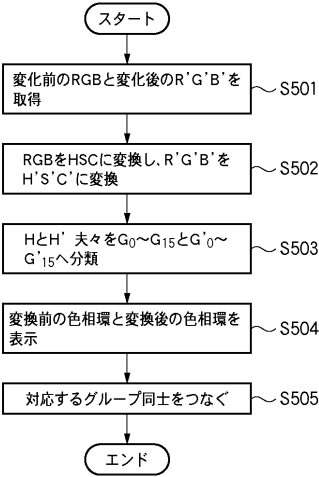 スタート
変化前のRGBと変化後のR'G'B'を
取得
S501
RGBをHSCに変換し、R'G'B'を
H'S'C'に変換
S502
HとH' 夫々をG0〜G15とG'0〜
G'15へ分類
S503
変換前の色相環と変換後の色相環を
表示
S504
対応するグループ同士をつなぐ
S505
エンド